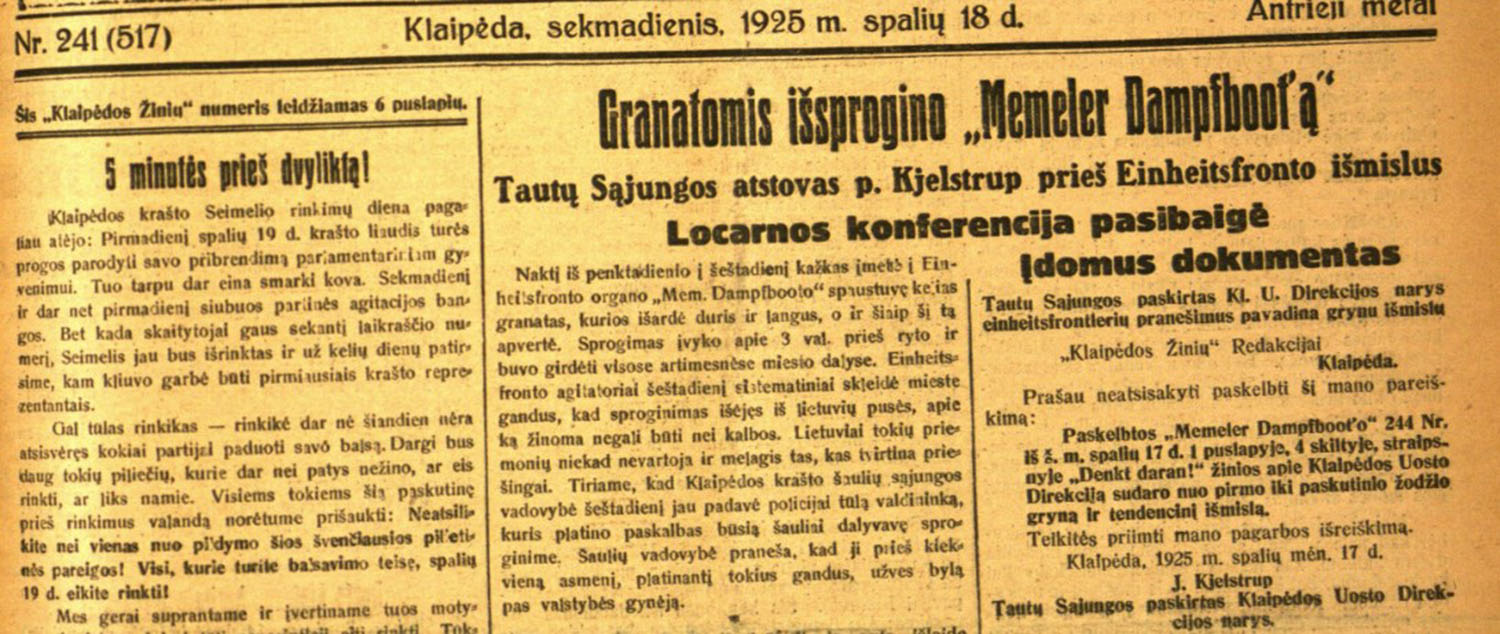 Nr. 241 (517)
Klaipėda, sekmadienis, 1925 m. spalių 18 d.
Antrieji metai
Šis „Klaipėdos Žinių“ numeris leidžiamas 6 puslapių.
5 minutės prieš dvyliktą!
Klaipėdos krašto Seimelio rinkimų diena paga-
liau atėjo: Pirmadienį spalių 19 d. krašto liaudis turės
progos parodyti savo pribrendimą parlamentariniam gy-
venimui. Tuo tarpu dar eina smarki kova. Sekmadienį
ir dar net pirmadienį siubuos partinės agitacijos ban-
gos. Bet kada skaitytojai gaus sekantį laikraščio nu-
merį, Seimelis jau bus išrinktas ir už kelių dienų patir-
sime, kam kliuvo garbė būti pirmiausiais krašto repre-
zentantais.
Gal tūlas rinkikas — rinkikė dar nė šiandien nėra
atsisvėręs kokiai partijai paduoti savo balsą. Dargi bus
daug tokių piliečių, kurie dar nei patys nežino, ar eis
rinkti, ar liks namie. Visiems tokiems šią paskutinę
prieš rinkimus valandą norėtume prišaukti: Neatsili-
kite nei vienas nuo pildymo šios švenčiausios pilieti-
nės pareigos! Visi, kurie turite balsavimo teisę, spalių
19 d. eikite rinkti!
Mes gerai suprantame ir įvertiname tuos moty-
Granatomis išsprogino „Memeler Dampfboot'ą“
Tautų Sąjungos atstovas p. Kjelstrup prieš Einheitsfronto išmislus
Locarnos konferencija pasibaigė
Naktį iš penktadienio į šeštadienį kažkas įmetė į Ein-
heitsfronto organo „Mem. Dampfbooto“ spaustuvę kelias
granatas, kurios išardė duris ir langus, o ir šiaip šį tą
apvertė. Sprogimas įvyko apie 3 val. prieš ryto ir
buvo girdėti visose artimesnėse miesto dalyse. Einheits-
fronto agitatoriai šeštadienį sistematiniai skleidė mieste
gandus, kad sproginimas išėjęs iš lietuvių pusės, apie
ką žinoma negali būti nei kalbos. Lietuviai tokių prie-
monių niekad nevartoja ir melagis tas, kas tvirtina prie-
šingai. Tiriame, kad Klaipėdos krašto šaulių sąjungos
vadovybė šeštadienį jau padavė policijai tūlą valdininką,
kuris platino paskalbas būsią šauliai dalyvavę spro-
ginime. Šaulių vadovybė praneša, kad ji prieš kiek-
vieną asmenį, platinantį tokius gandus, užves bylą
pas valstybės gynėją.
Įdomus dokumentas
Tautų Sąjungos paskirtas Kl. U. Direkcijos narys
einheitsfrontlerių pranešimus pavadina grynu išmislu
„Klaipėdos Žinių“ Redakcijai
Klaipėda.
Prašau neatsisakyti paskelbti šį mano pareiš-
kimą:
Paskelbtos „Memeler Dampfboot'o“ 244 Nr.
iš š. m. spalių 17 d. 1 puslapyje, 4 skiltyje, straips-
nyje „Denkt daran!“ žinios apie Klaipėdos Uosto
Direkciją sudaro nuo pirmo iki paskutinio žodžio
gryną ir tendencinį išmislą.
Teikitės priimti mano pagarbos išreiškimą.
Klaipėda, 1925 m. spalių mėn. 17 d.
J. Kjelstrup
Tautų Sąjungos paskirtas Klaipėdos Uosto Direk-
cijos narys.